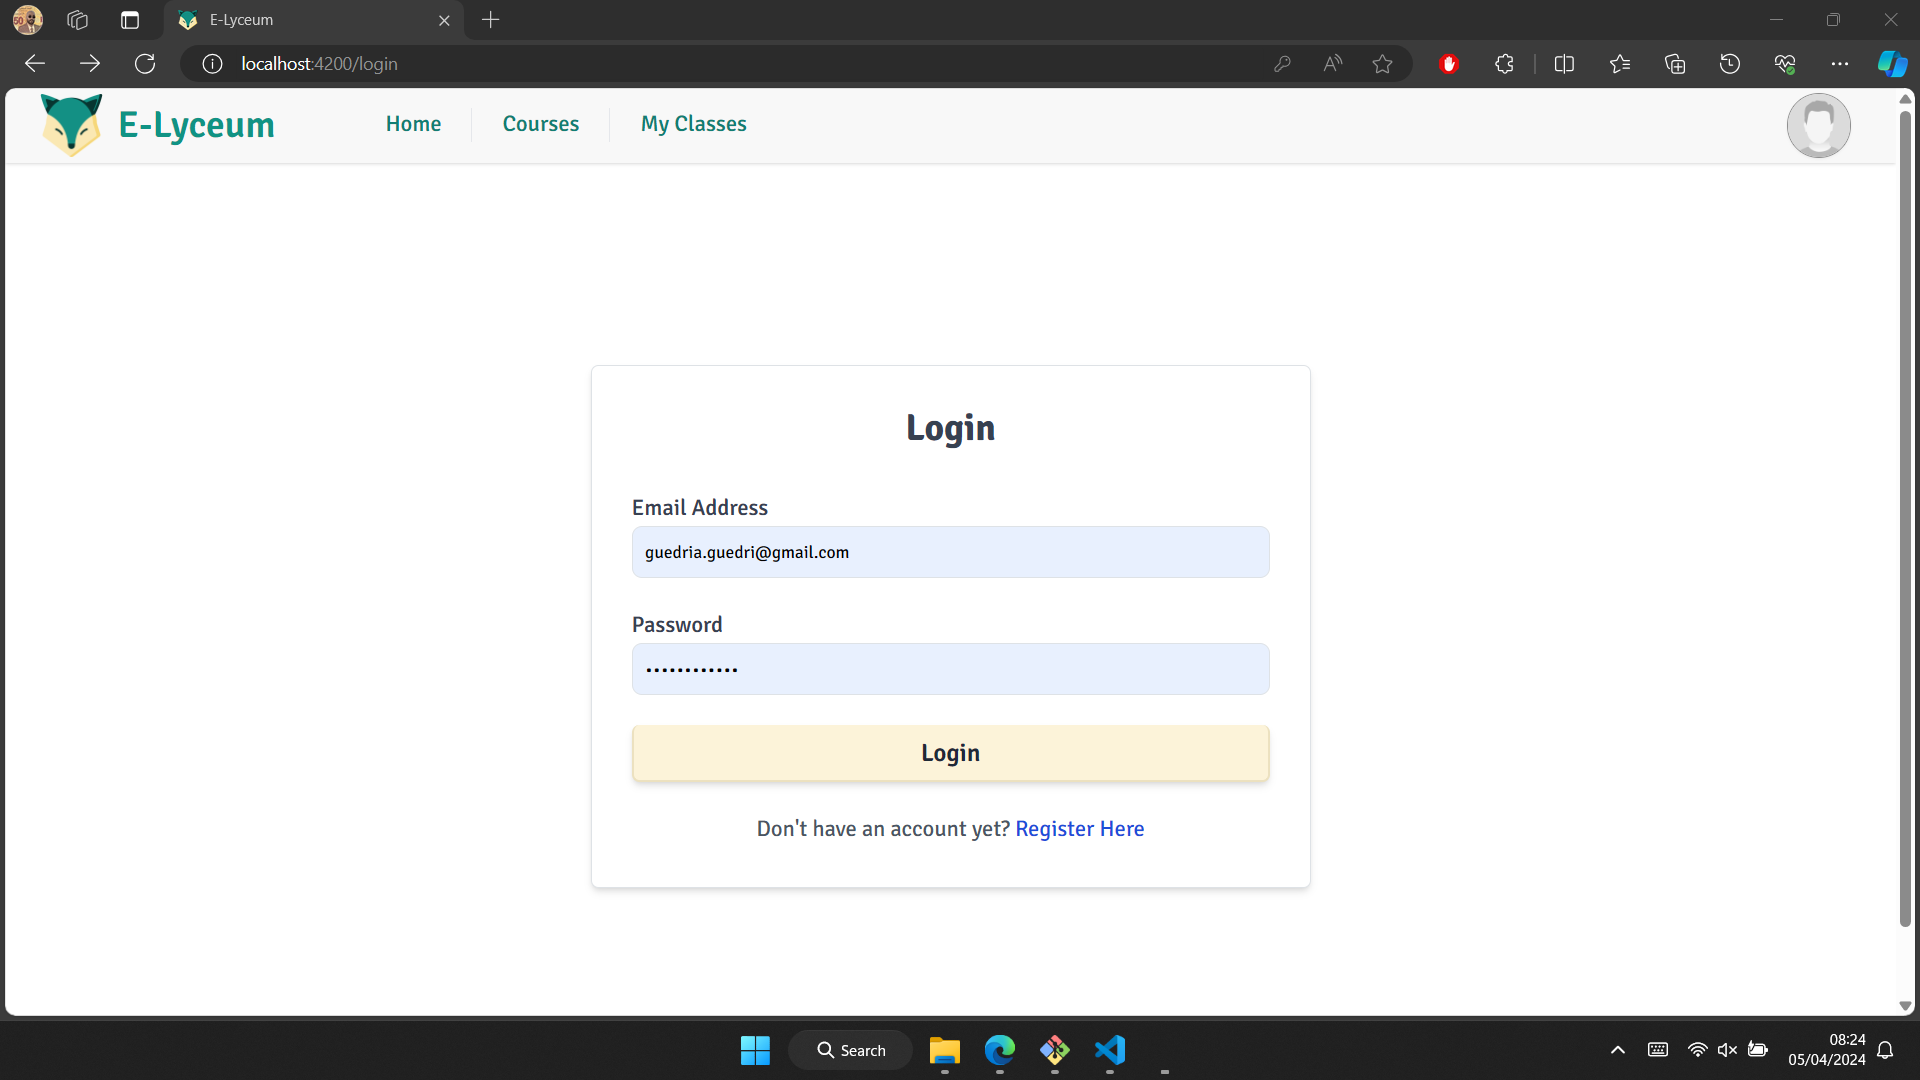 E-Lyceum
localhost:4200/login
E-Lyceum
Home
Courses
My Classes
Login
Email Address
guedria.guedri@gmail.com
Password
••••••••••••
Login
Don't have an account yet? Register Here
Search
08:24
05/04/2024